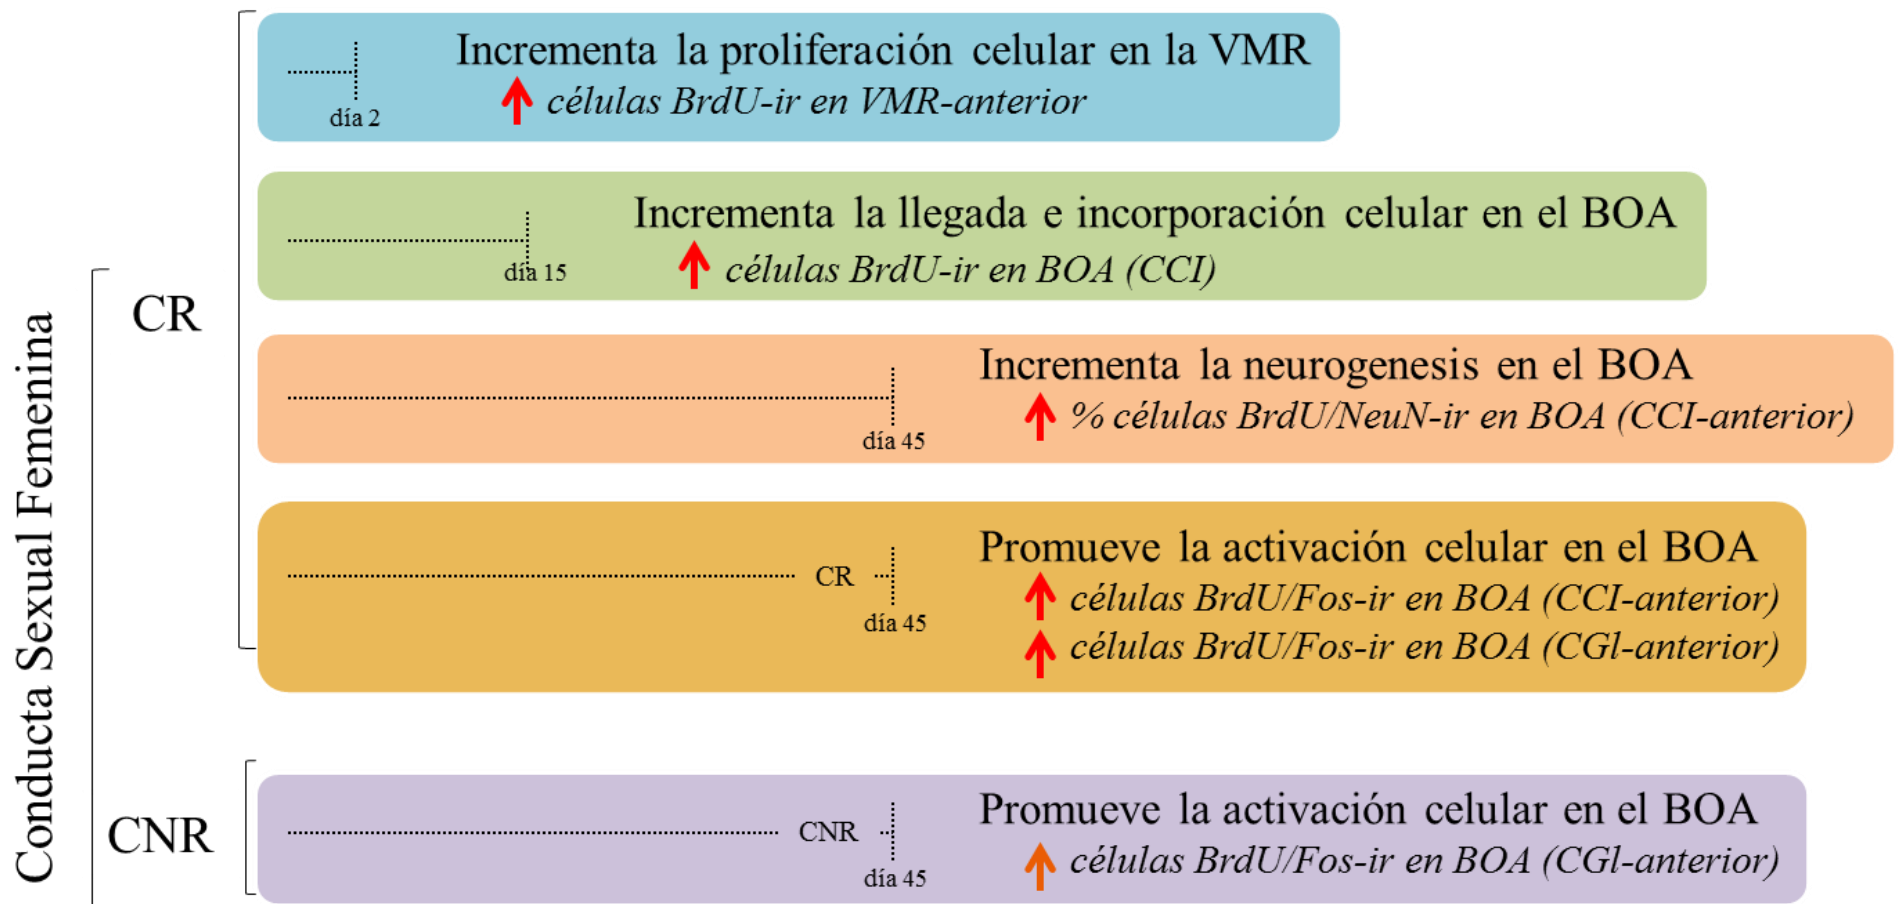 Conducta Sexual Femenina
CR
Incrementa la proliferación celular en la VMR
células BrdU-ir en VMR-anterior
día 2
Incrementa la llegada e incorporación celular en el BOA
células BrdU-ir en BOA (CCI)
día 15
Incrementa la neurogenesis en el BOA
% células BrdU/NeuN-ir en BOA (CCI-anterior)
día 45
Promueve la activación celular en el BOA
CR
células BrdU/Fos-ir en BOA (CCI-anterior)
día 45
células BrdU/Fos-ir en BOA (CGl-anterior)
CNR
Promueve la activación celular en el BOA
CNR
células BrdU/Fos-ir en BOA (CGl-anterior)
día 45